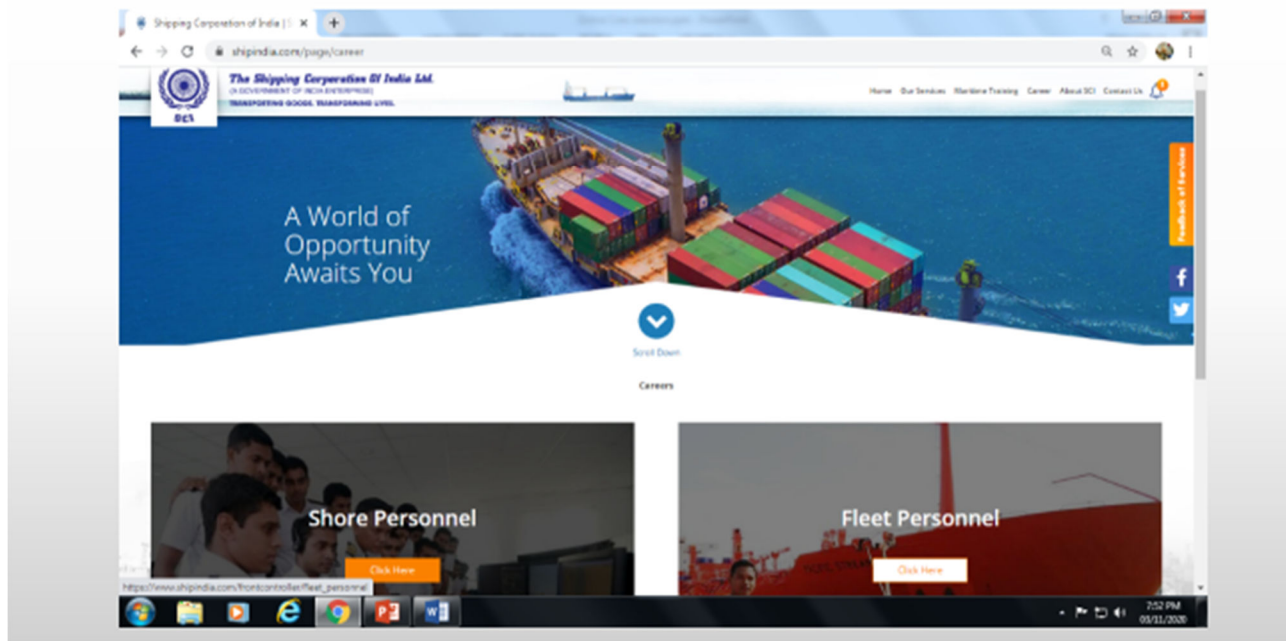 Shipping Corporation of India | S
shipindia.com/page/career
The Shipping Corporation Of India Ltd.
(A GOVERNMENT OF INDIA ENTERPRISE)
TRANSPORTING GOODS. TRANSFORMING LIVES.
SCI
Home Our Services Maritime Training Career About SCI Contact Us
Feedback of Services
A World of
Opportunity
Awaits You
Scroll Down
Careers
Shore Personnel
Click Here
Fleet Personnel
Click Here
https://www.shipindia.com/frontcontroller/fleet_personnel
7:52 PM
03/11/2020